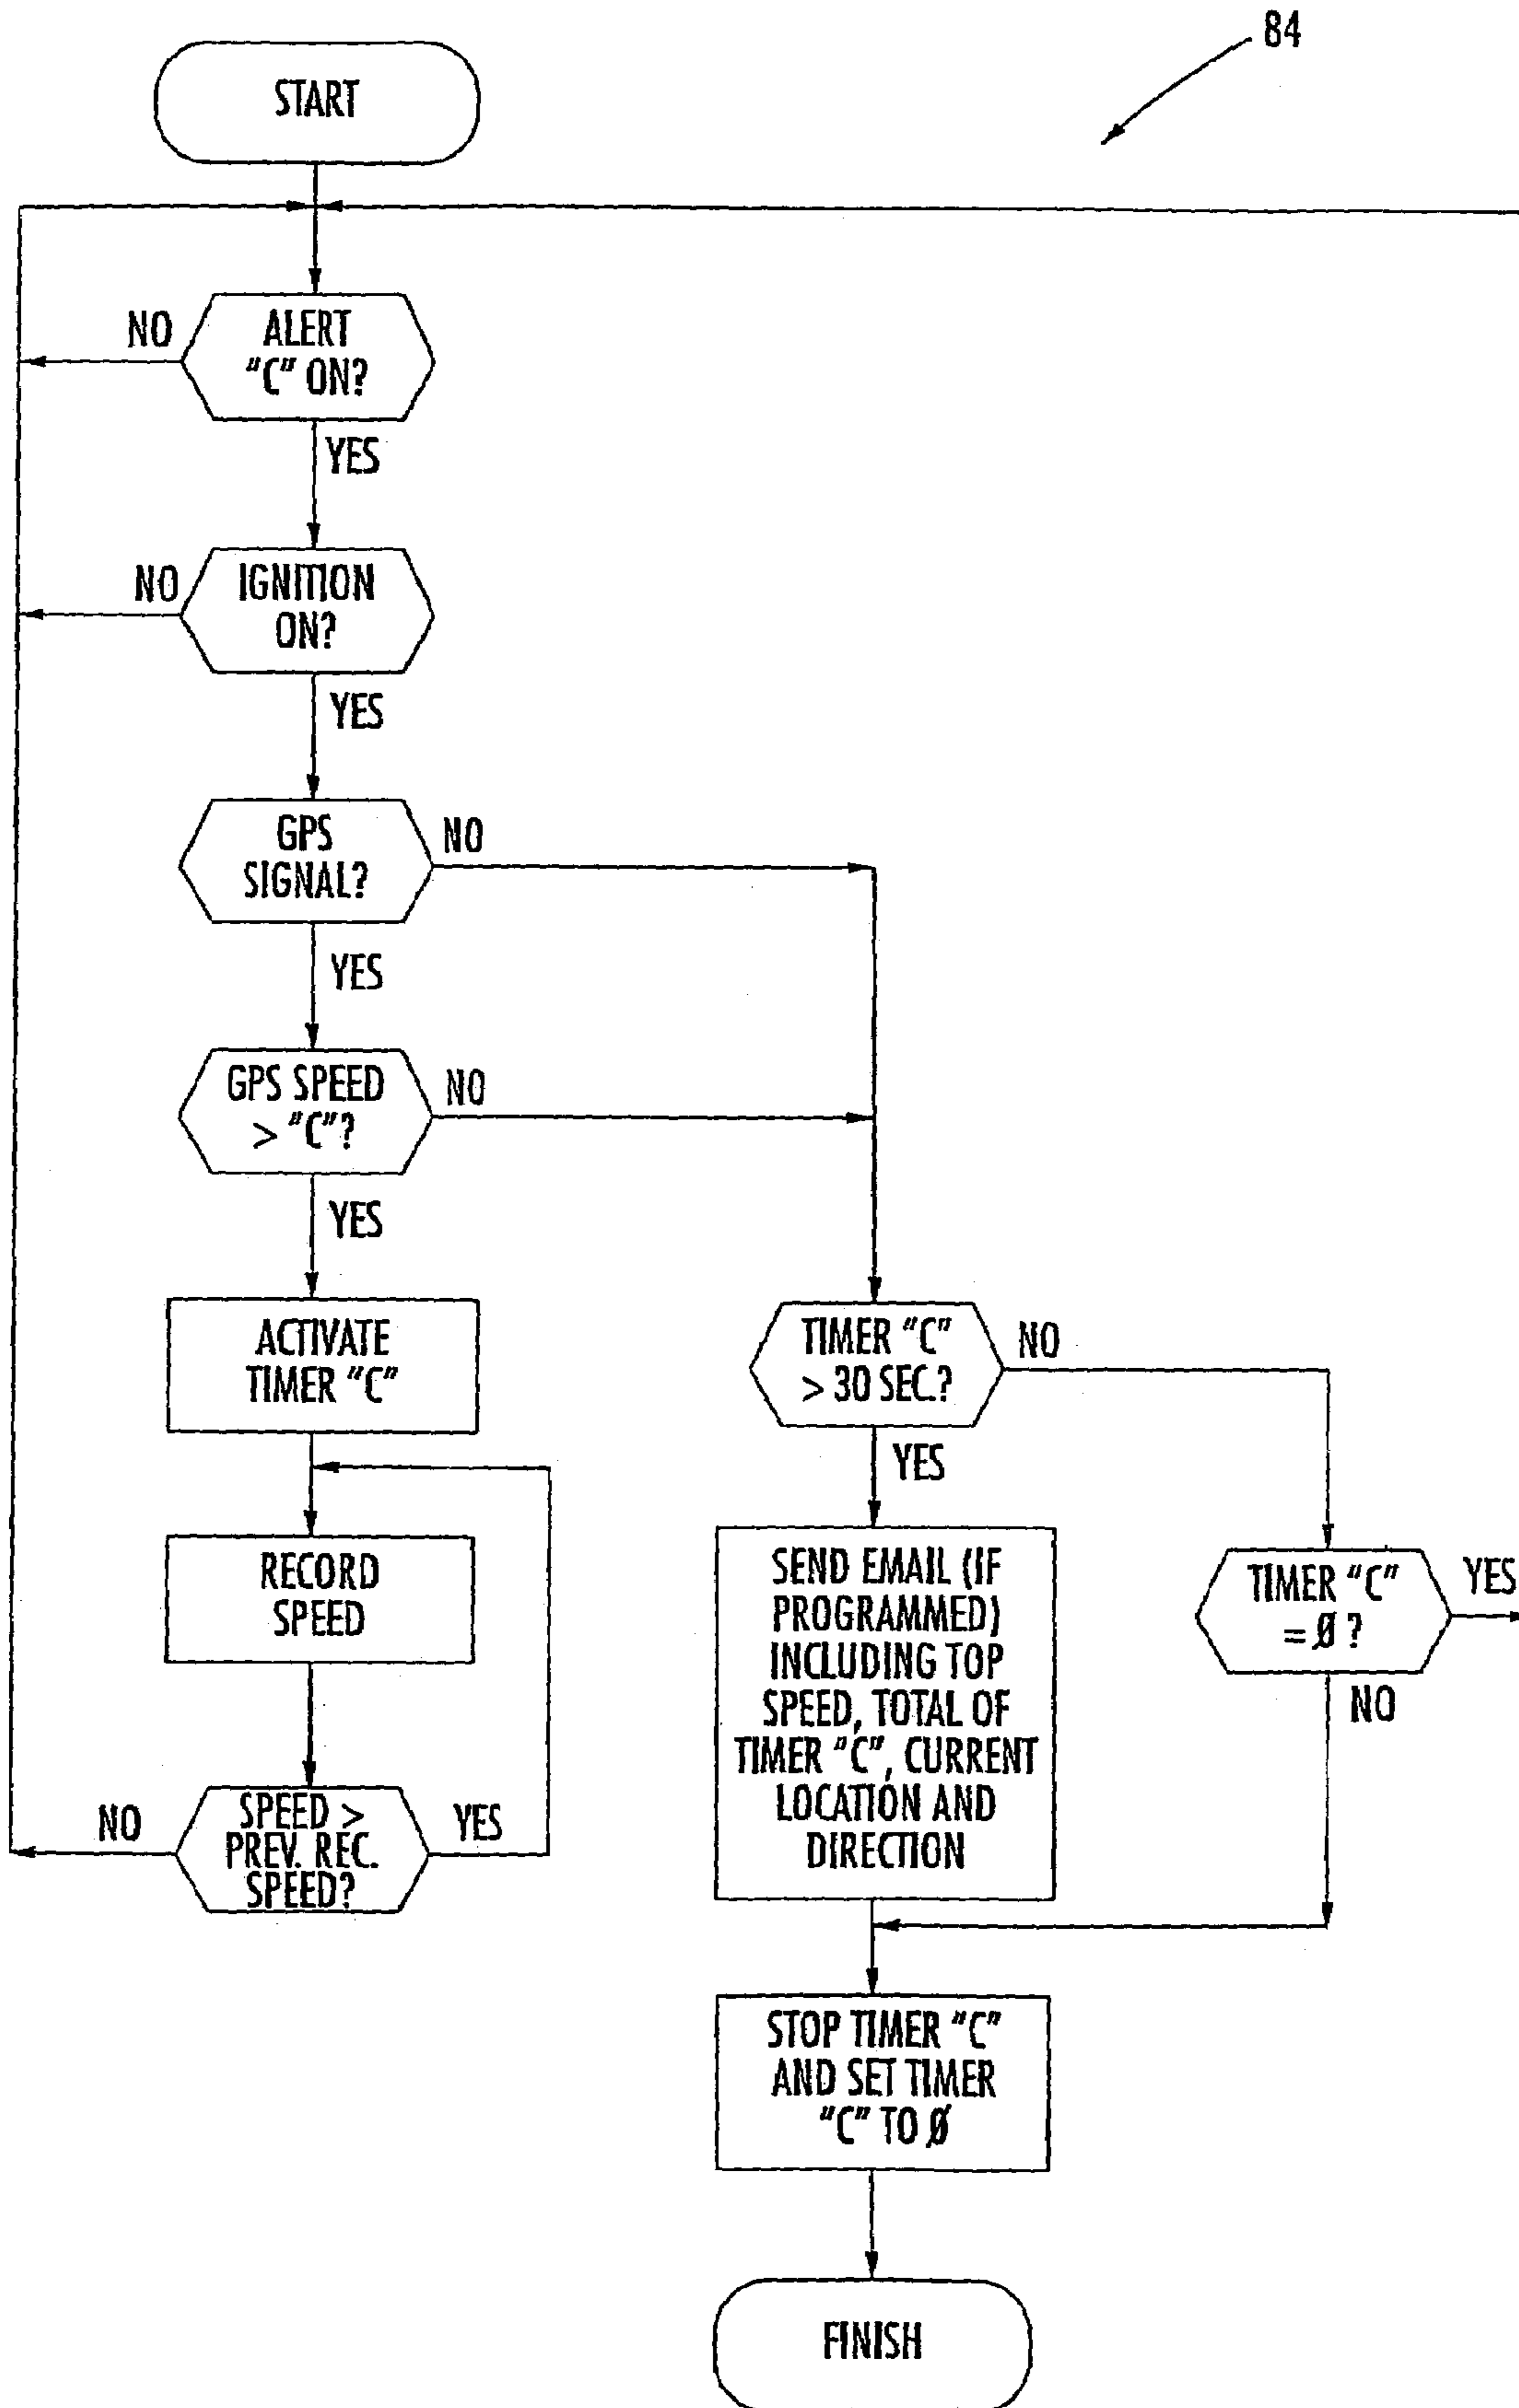 84
START
NO
ALERT
"C" ON?
YES
NO
IGNITION
ON?
YES
GPS
SIGNAL?
NO
YES
GPS SPEED
> "C"?
NO
YES
ACTIVATE
TIMER "C"
RECORD
SPEED
NO
SPEED >
PREV. REC.
SPEED?
YES
TIMER "C"
> 30 SEC.?
NO
YES
SEND EMAIL (IF
PROGRAMMED)
INCLUDING TOP
SPEED, TOTAL OF
TIMER "C", CURRENT
LOCATION AND
DIRECTION
TIMER "C"
= Ø ?
YES
NO
STOP TIMER "C"
AND SET TIMER
"C" TO Ø
FINISH